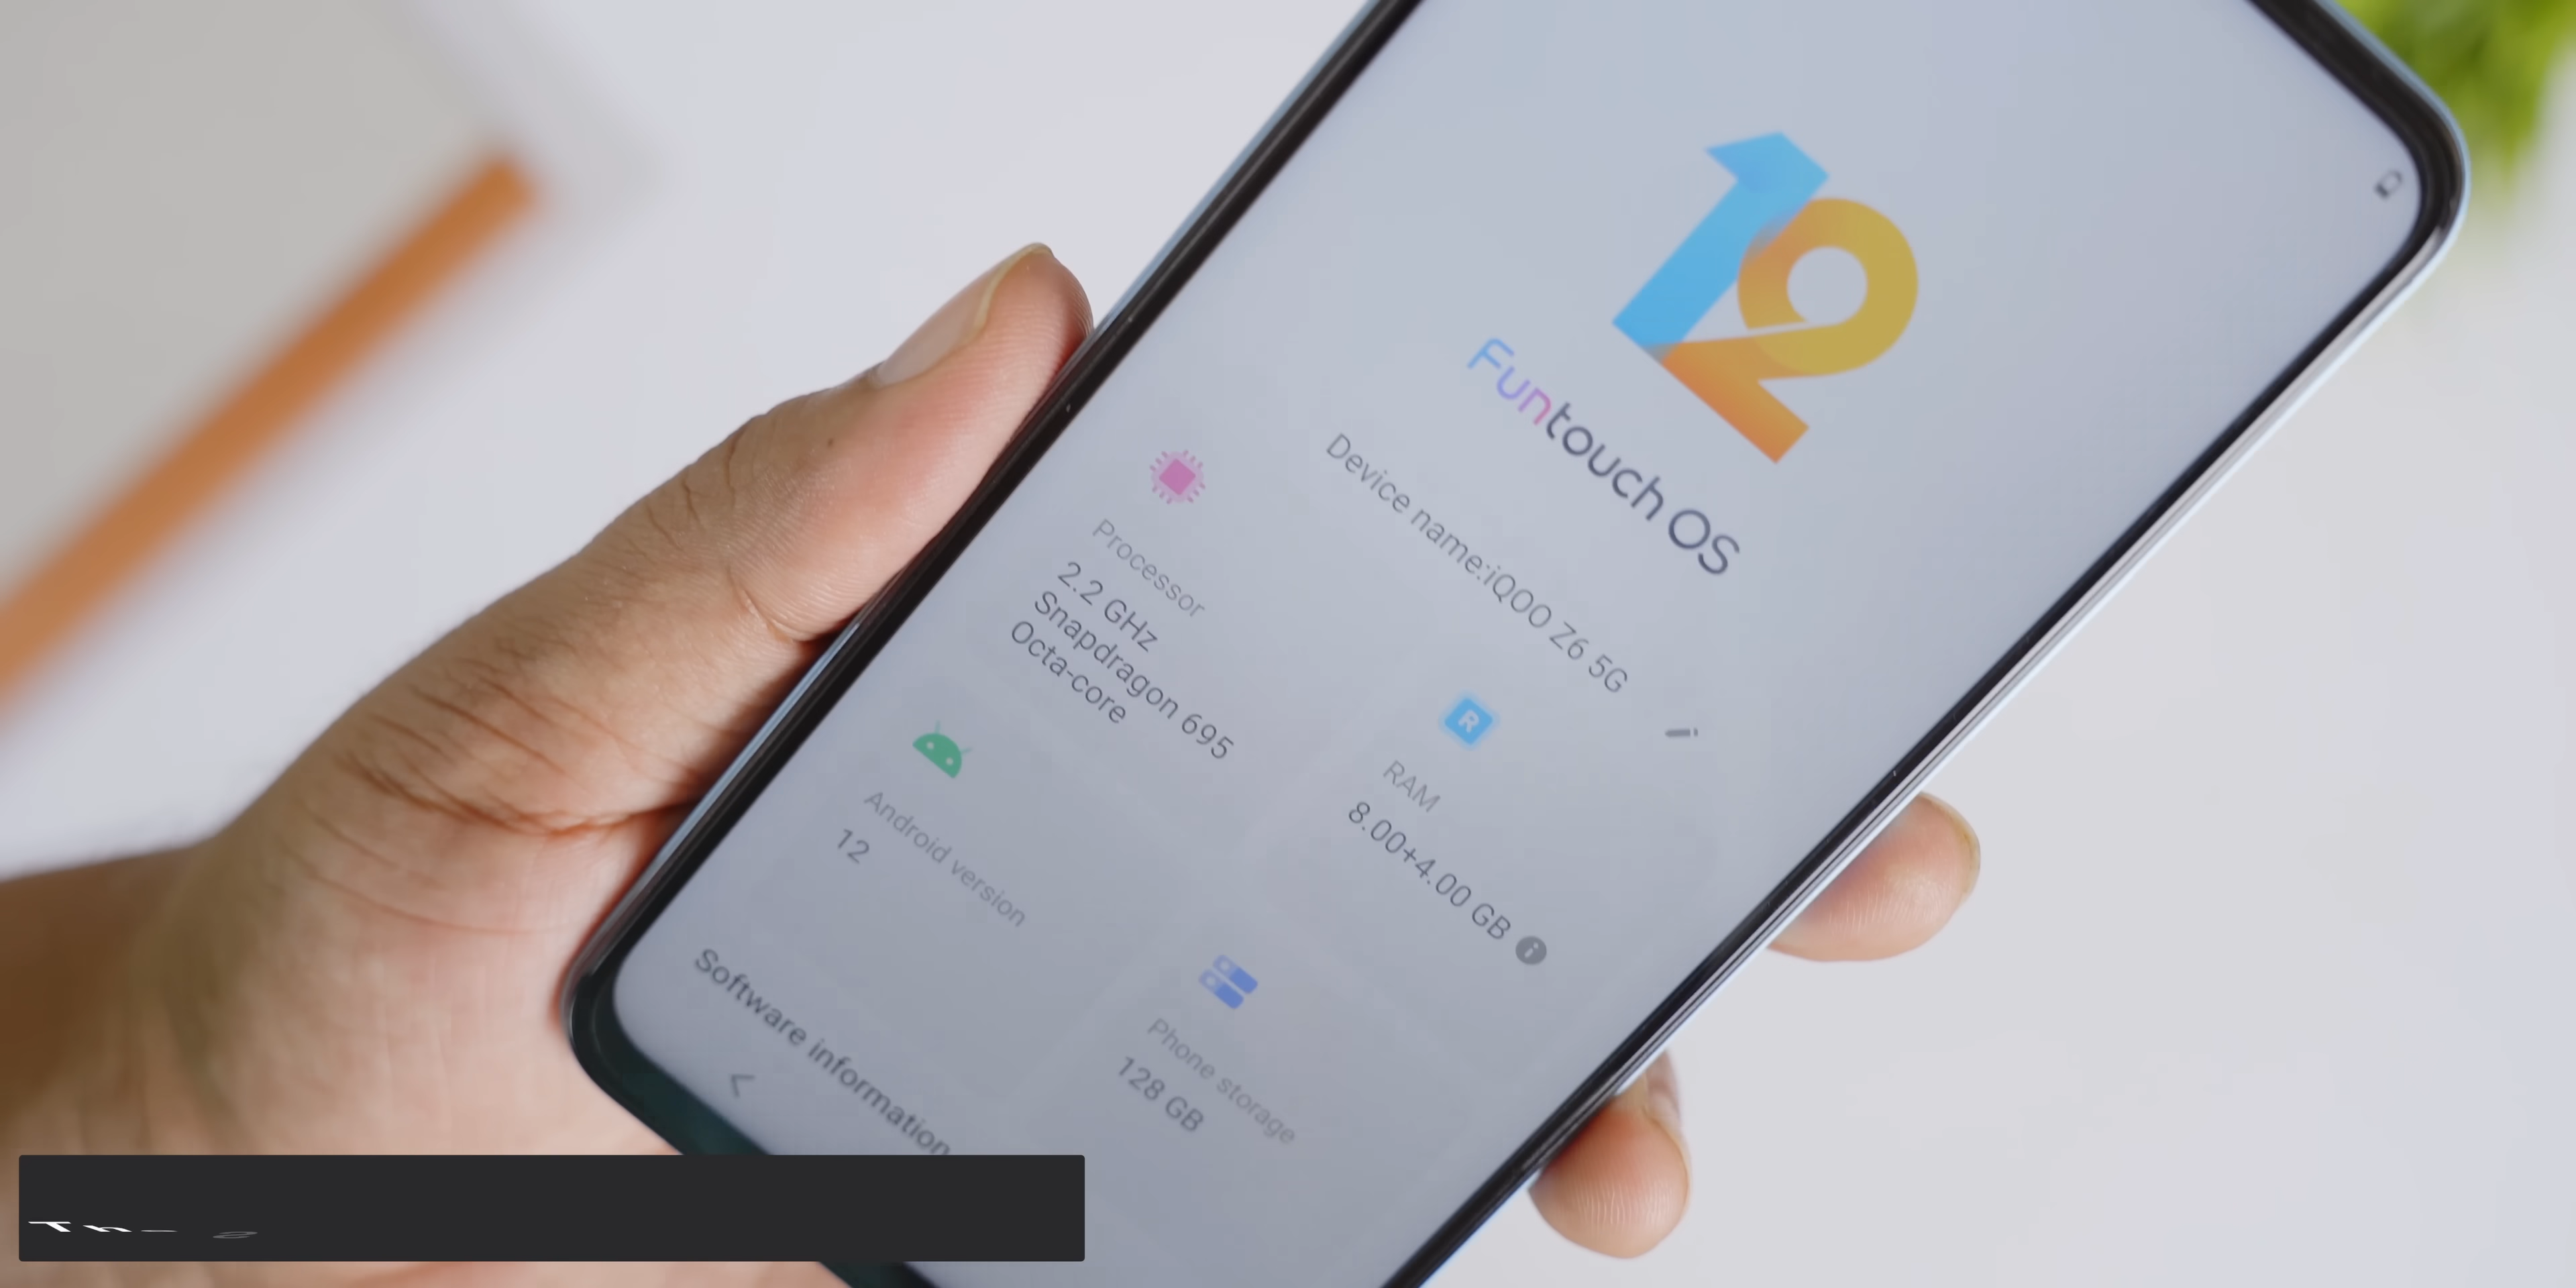 12
Funtouch OS
Device name:iQOO Z6 5G
Processor
2.2 GHz
Snapdragon 695
Octa-core
R
RAM
8.00+4.00 GB
i
Android version
12
Phone storage
128 GB
Software information